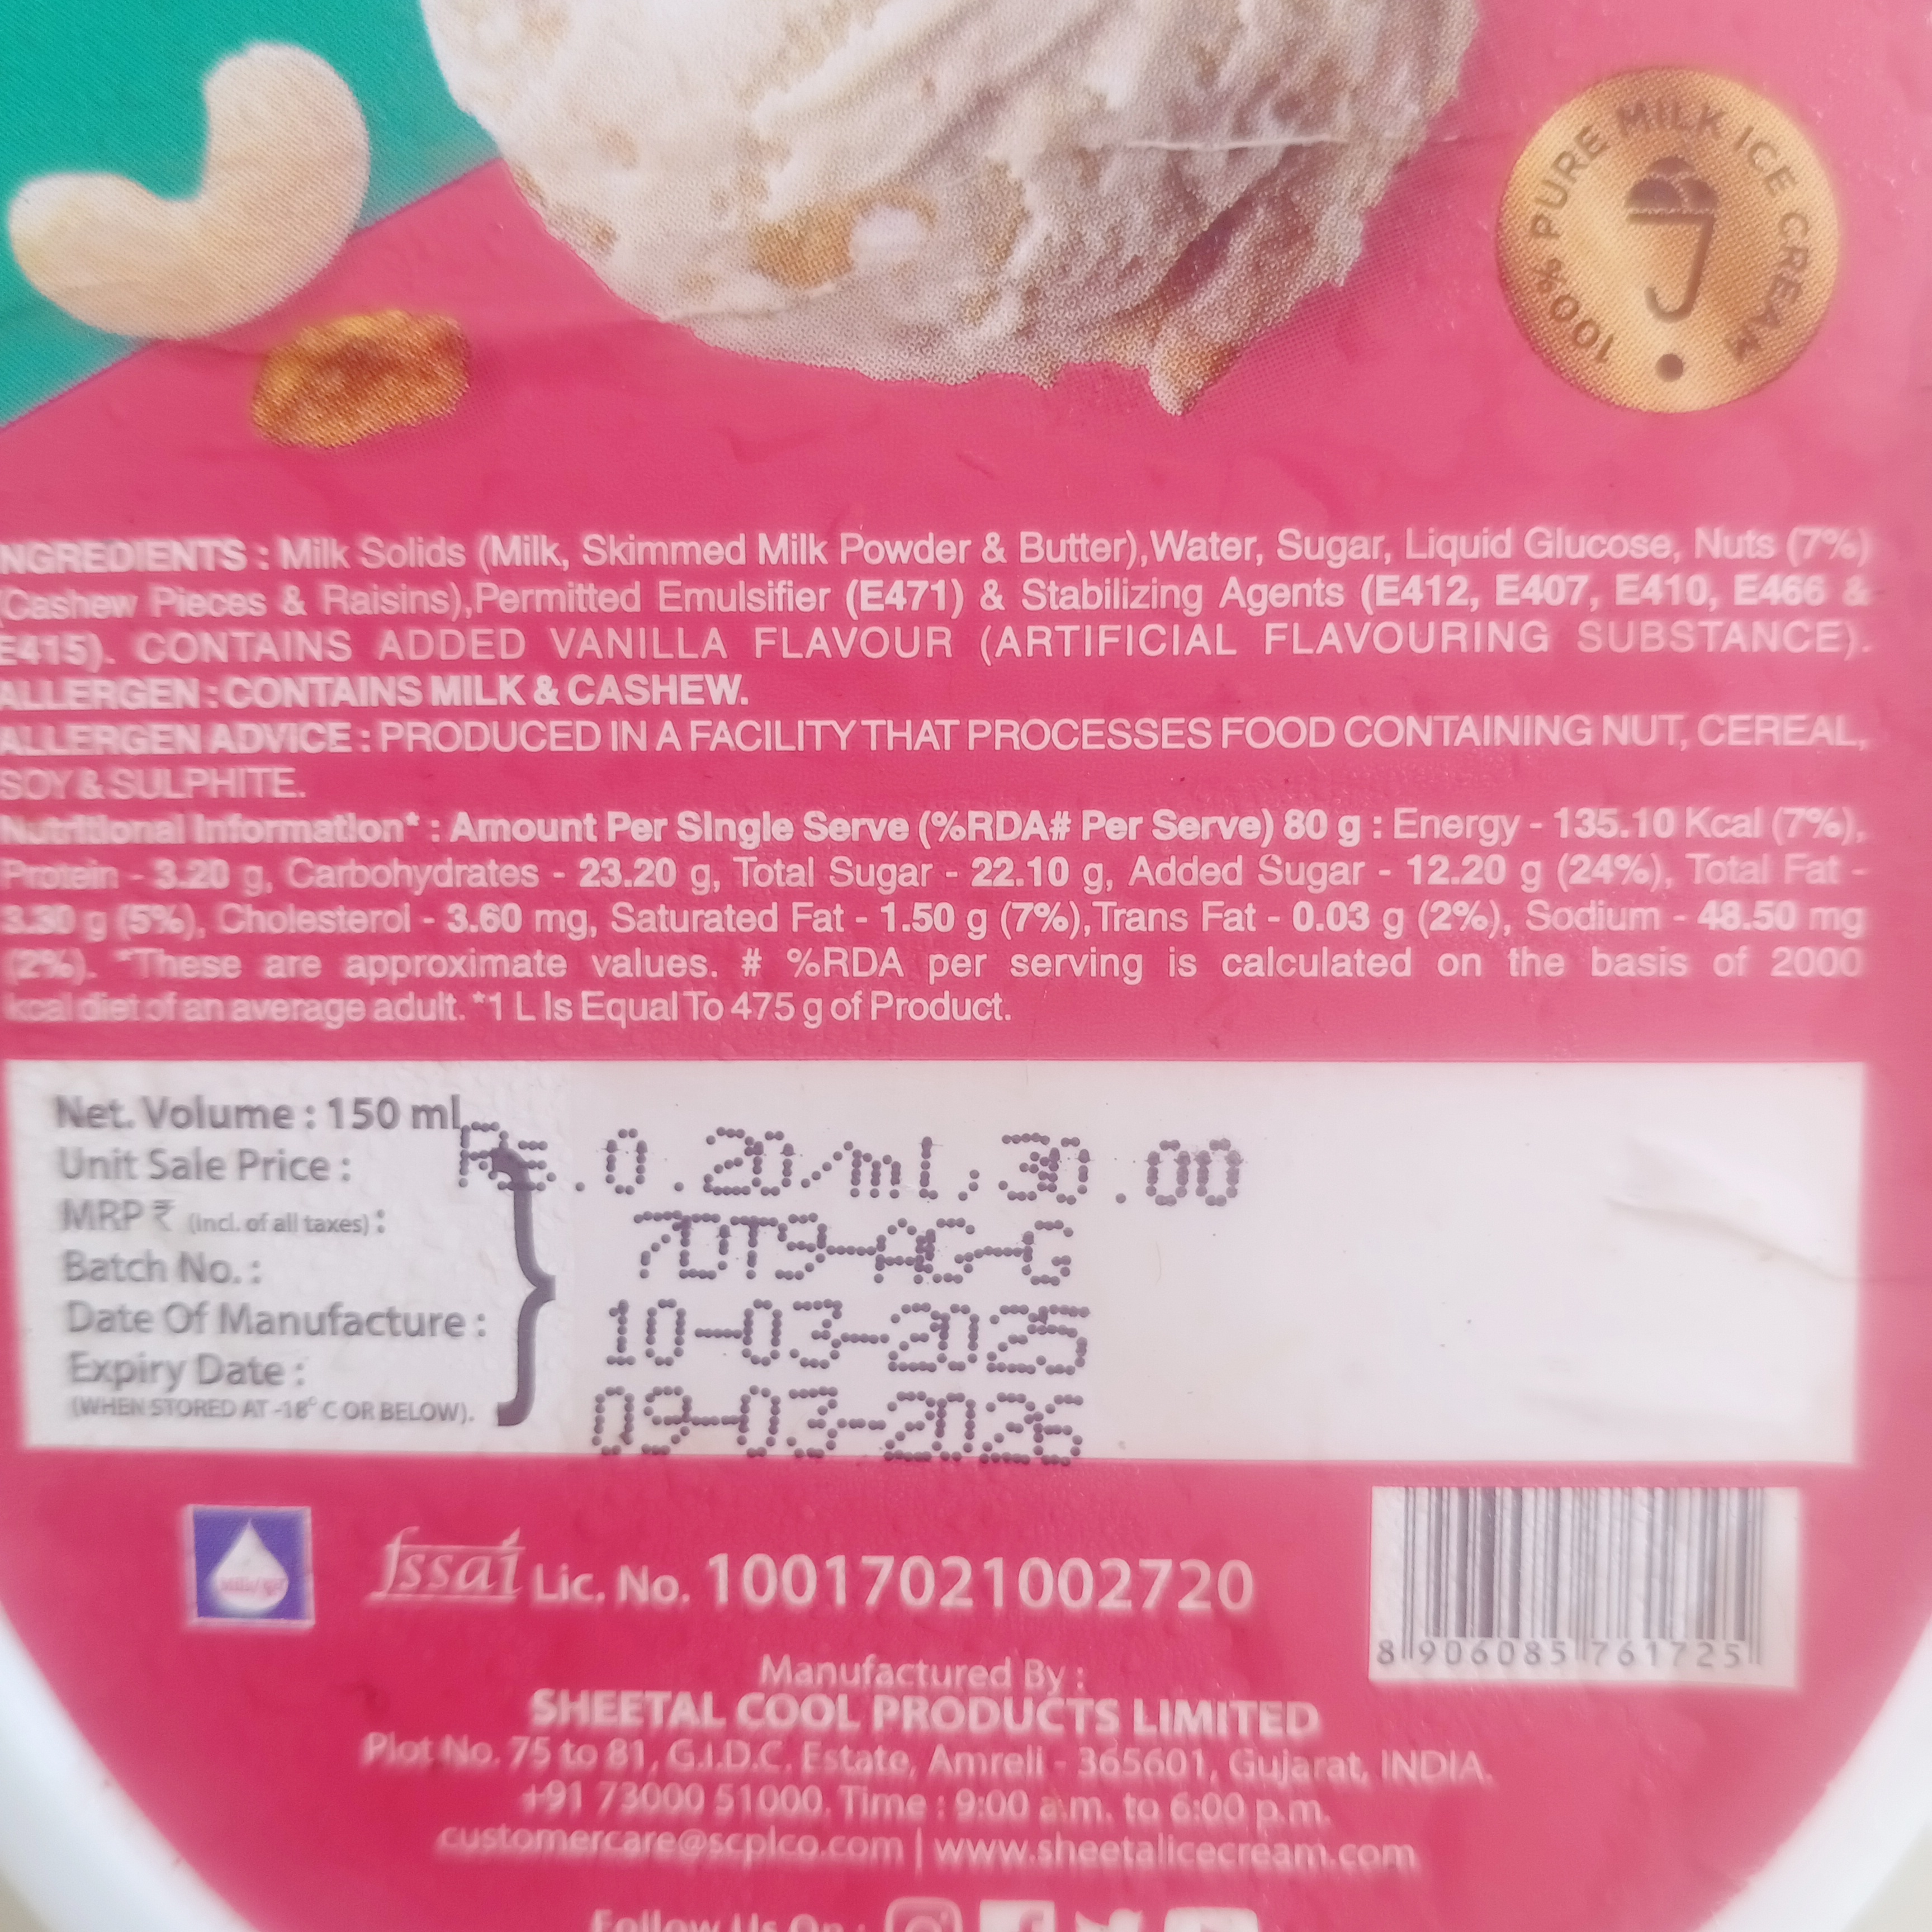 100% PURE MILK ICE CREAM
NGREDIENTS : Milk Solids (Milk, Skimmed Milk Powder & Butter),Water, Sugar, Liquid Glucose, Nuts (7%)
(Cashew Pieces & Raisins),Permitted Emulsifier (E471) & Stabilizing Agents (E412, E407, E410, E466 &
E415). CONTAINS ADDED VANILLA FLAVOUR (ARTIFICIAL FLAVOURING SUBSTANCE).
ALLERGEN : CONTAINS MILK & CASHEW.
ALLERGEN ADVICE : PRODUCED IN A FACILITY THAT PROCESSES FOOD CONTAINING NUT, CEREAL,
SOY & SULPHITE.
Nutritional Information* : Amount Per Single Serve (%RDA# Per Serve) 80 g : Energy - 135.10 Kcal (7%),
Protein - 3.20 g, Carbohydrates - 23.20 g, Total Sugar - 22.10 g, Added Sugar - 12.20 g (24%), Total Fat -
3.30 g (5%), Cholesterol - 3.60 mg, Saturated Fat - 1.50 g (7%),Trans Fat - 0.03 g (2%), Sodium - 48.50 mg
(2%). *These are approximate values. # %RDA per serving is calculated on the basis of 2000
kcal diet of an average adult. *1 L Is Equal To 475 g of Product.
Net. Volume : 150 ml
Unit Sale Price : Rs.0.20/ml,30.00
MRP ₹ (incl. of all taxes) :
Batch No. : 7DTS-AG-G
Date Of Manufacture : 10-03-2025
Expiry Date : 09-03-2026
(WHEN STORED AT -18° C OR BELOW).
fssai Lic. No. 10017021002720
8 906085 761725
Manufactured By :
SHEETAL COOL PRODUCTS LIMITED
Plot No. 75 to 81, G.I.D.C. Estate, Amreli - 365601, Gujarat, INDIA.
+91 73000 51000. Time : 9:00 a.m. to 6:00 p.m.
customercare@scplco.com | www.sheetalicecream.com
Follow Us On :